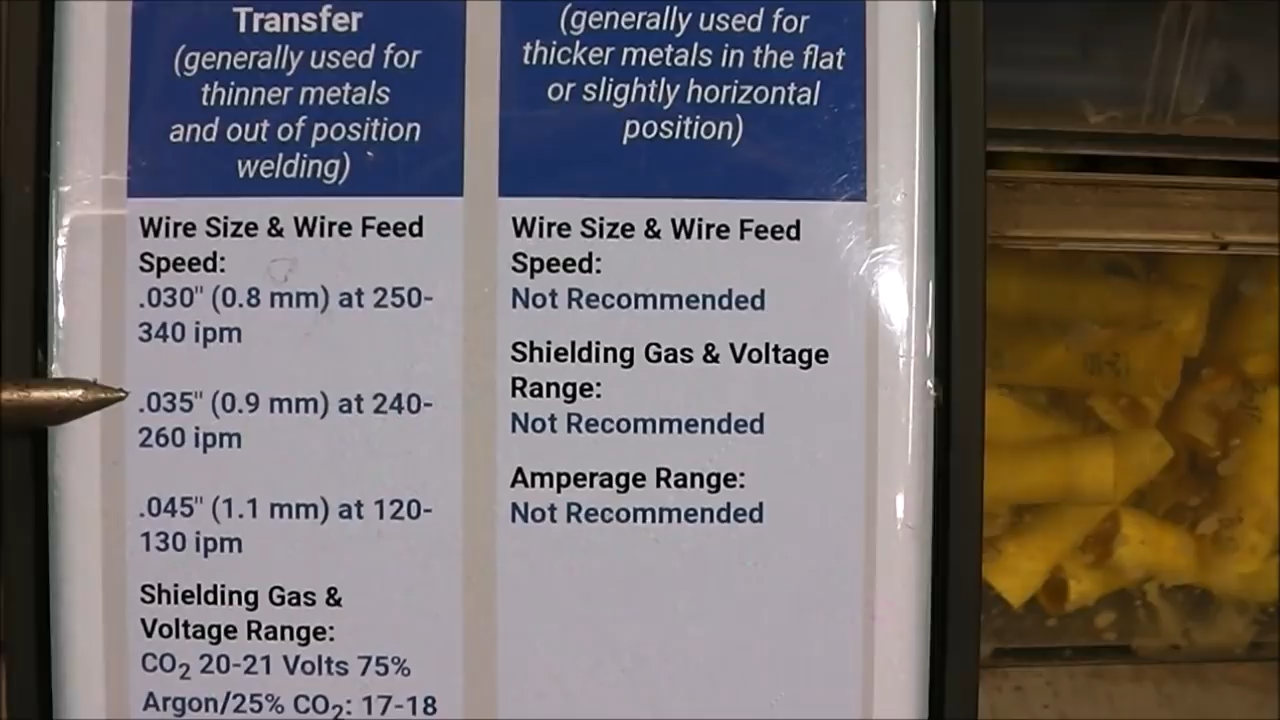 Transfer
(generally used for
thinner metals
and out of position
welding)
Wire Size & Wire Feed
Speed:
.030" (0.8 mm) at 250-
340 ipm
.035" (0.9 mm) at 240-
260 ipm
.045" (1.1 mm) at 120-
130 ipm
Shielding Gas &
Voltage Range:
CO₂ 20-21 Volts 75%
Argon/25% CO₂: 17-18
(generally used for
thicker metals in the flat
or slightly horizontal
position)
Wire Size & Wire Feed
Speed:
Not Recommended
Shielding Gas & Voltage
Range:
Not Recommended
Amperage Range:
Not Recommended